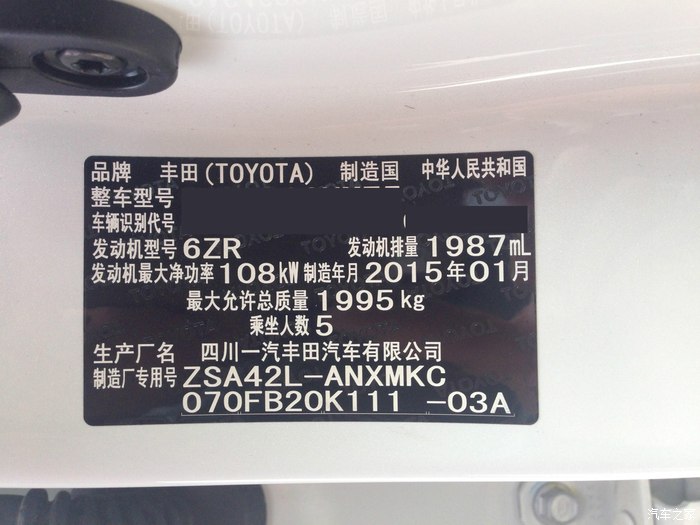 品牌 丰田(TOYOTA) 制造国 中华人民共和国
整车型号
车辆识别代号
发动机型号 6ZR 发动机排量 1987mL
发动机最大净功率 108kW 制造年月 2015年01月
最大允许总质量 1995kg
乘坐人数 5
生产厂名 四川一汽丰田汽车有限公司
制造厂专用号 ZSA42L-ANXMKC
070FB20K111 -03A
汽车之家